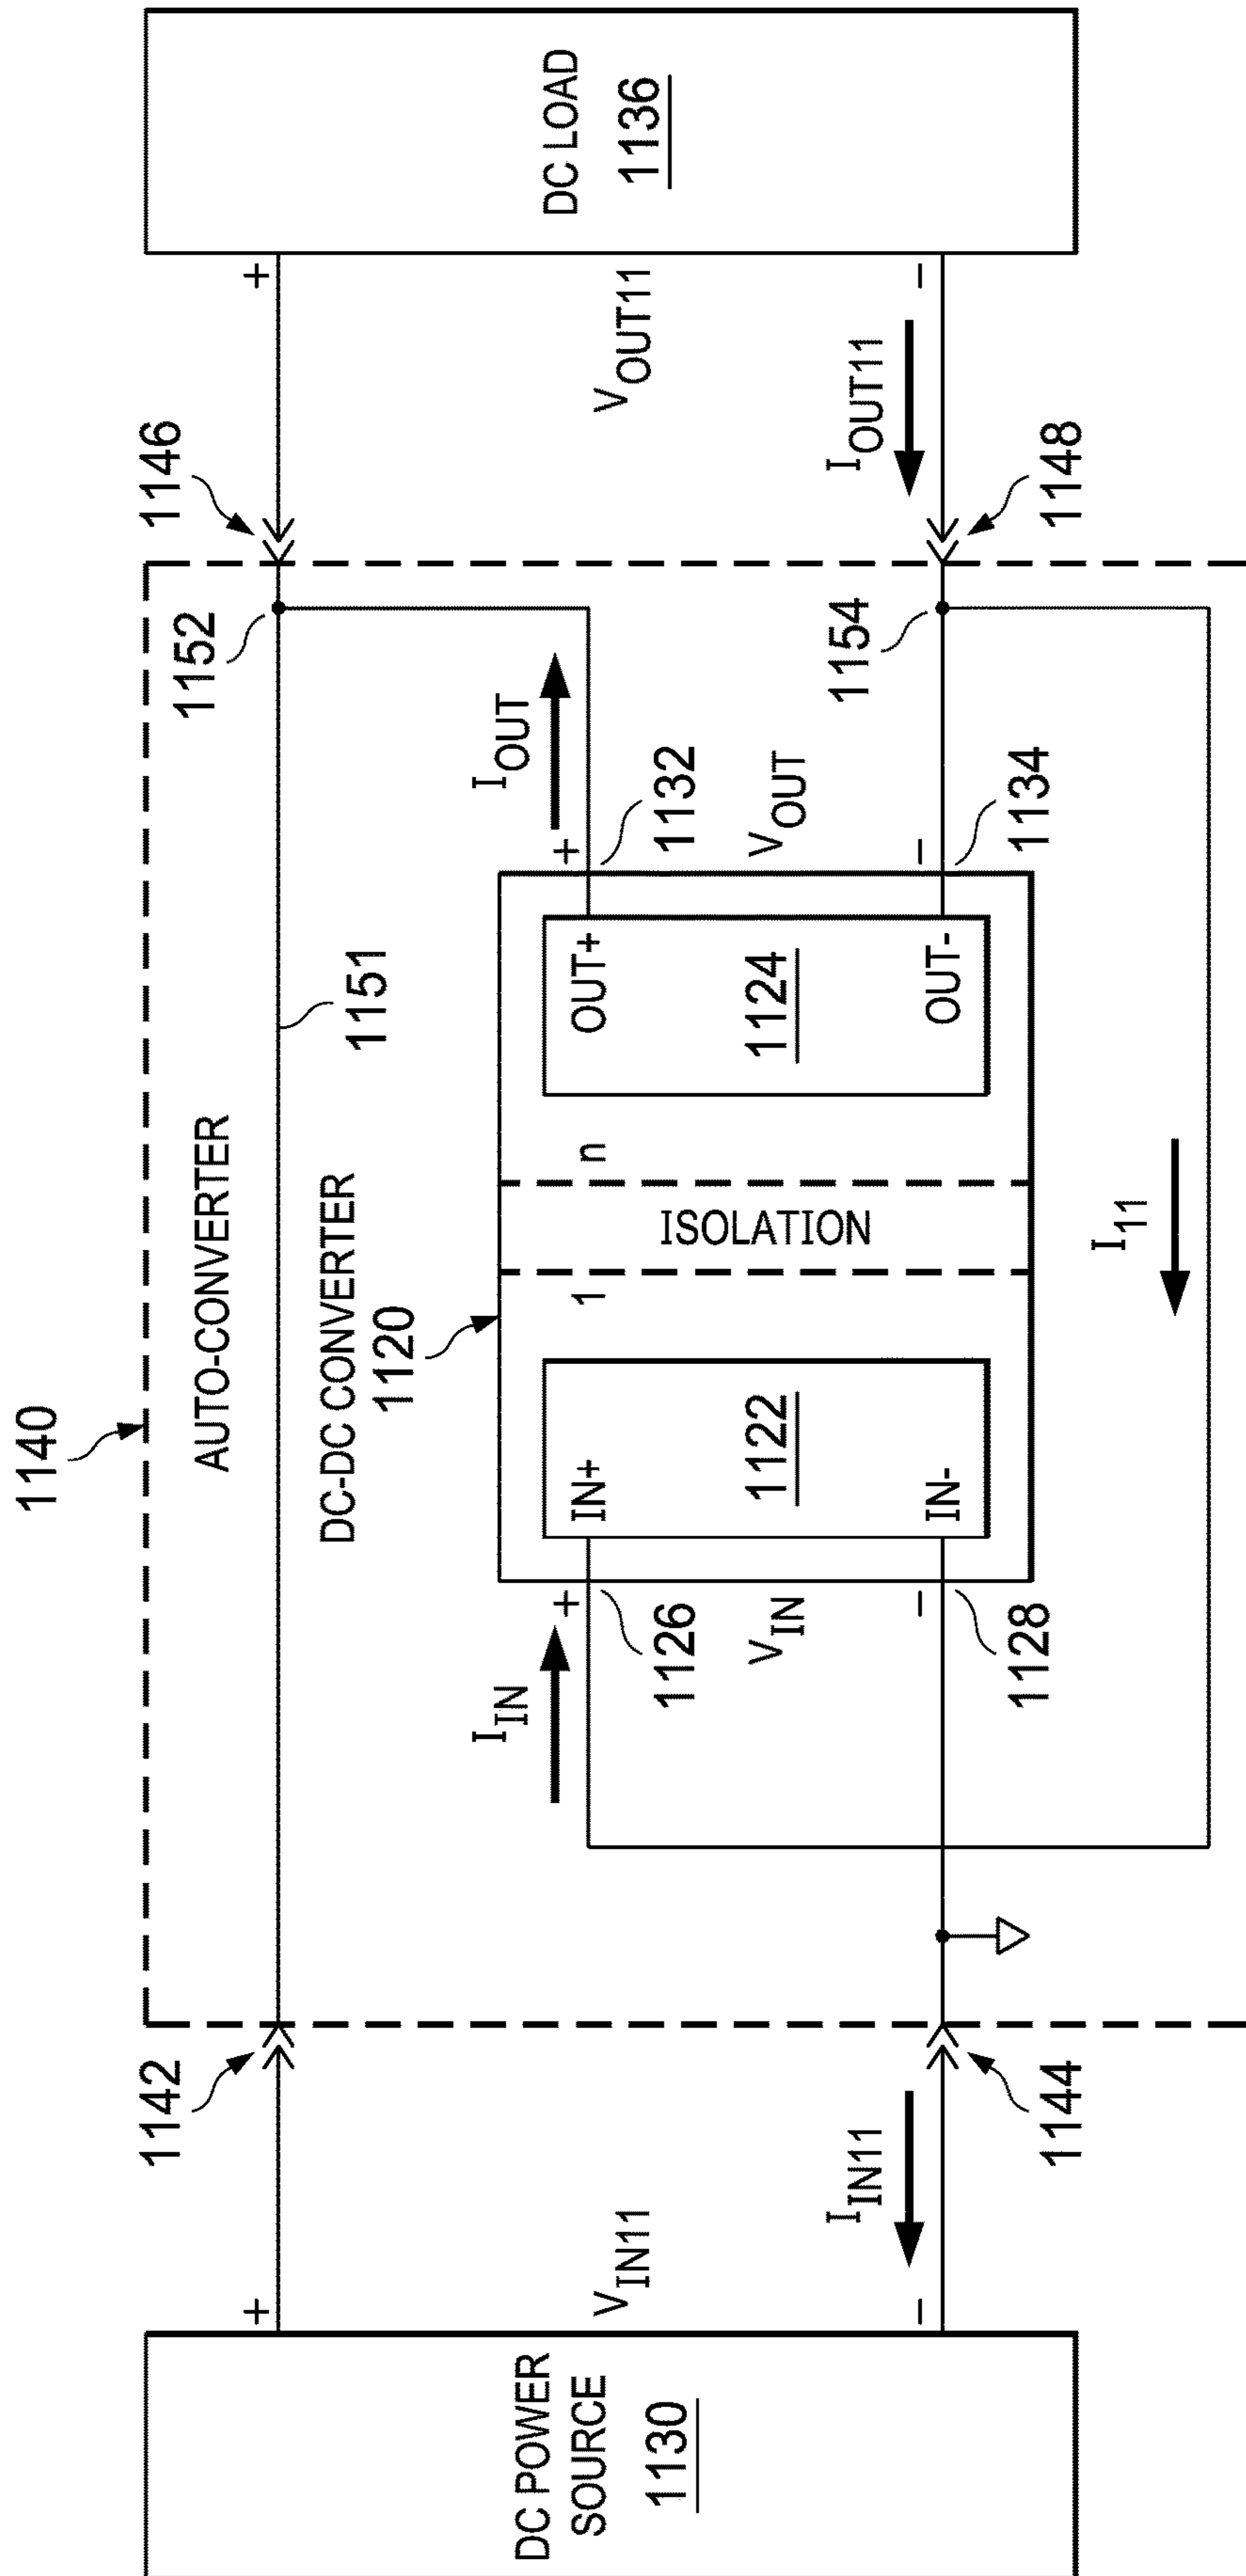 1140
AUTO-CONVERTER
1142
1152
1146
1151
DC-DC CONVERTER
1120
DC POWER
SOURCE
1130
+
V_IN11
-
I_IN11
1144
I_IN
+
1126
V_IN
-
1128
IN+
1122
IN-
1
ISOLATION
n
OUT+
1124
OUT-
I_OUT
+
1132
V_OUT
-
1134
1154
I_11
+
V_OUT11
-
I_OUT11
1148
DC LOAD
1136